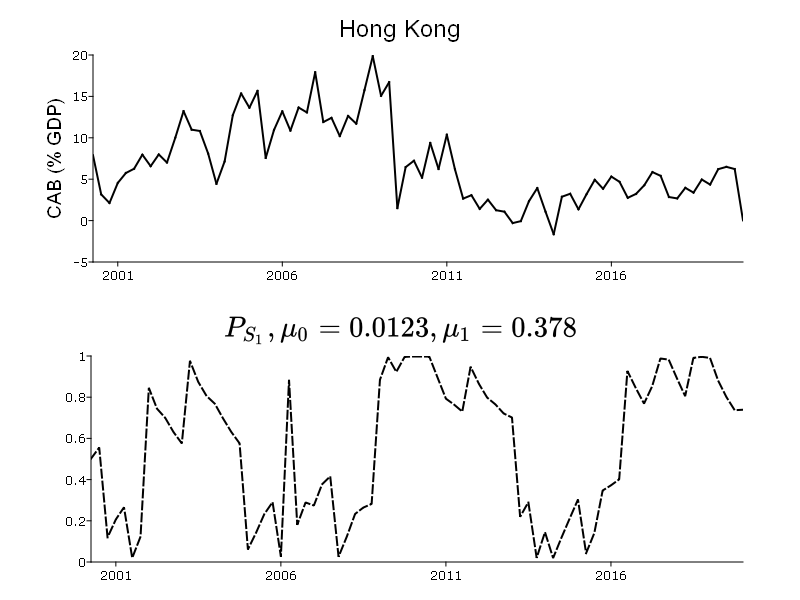 Hong Kong
CAB (% GDP)
20
15
10
5
0
−5
2001 2006 2011 2016
P_{S_1}, μ_0 = 0.0123, μ_1 = 0.378
1
0.8
0.6
0.4
0.2
0
2001 2006 2011 2016